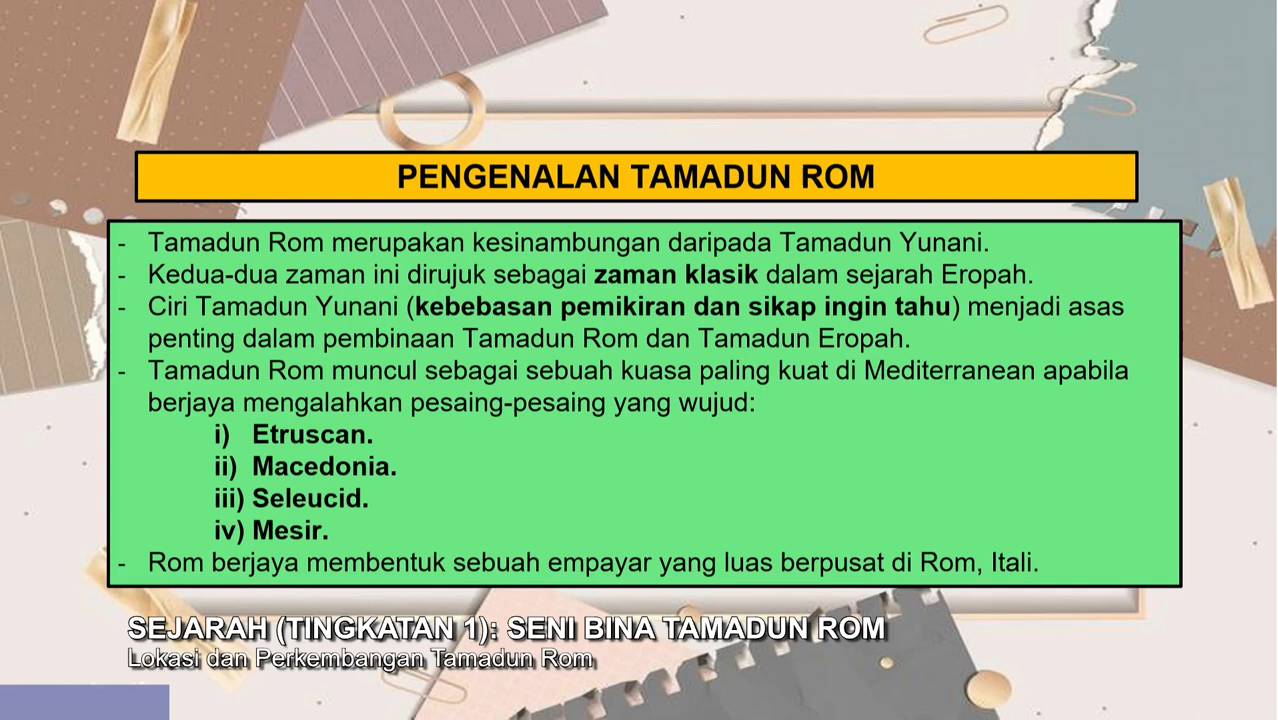 PENGENALAN TAMADUN ROM
- Tamadun Rom merupakan kesinambungan daripada Tamadun Yunani.
- Kedua-dua zaman ini dirujuk sebagai zaman klasik dalam sejarah Eropah.
- Ciri Tamadun Yunani (kebebasan pemikiran dan sikap ingin tahu) menjadi asas
penting dalam pembinaan Tamadun Rom dan Tamadun Eropah.
- Tamadun Rom muncul sebagai sebuah kuasa paling kuat di Mediterranean apabila
berjaya mengalahkan pesaing-pesaing yang wujud:
i) Etruscan.
ii) Macedonia.
iii) Seleucid.
iv) Mesir.
- Rom berjaya membentuk sebuah empayar yang luas berpusat di Rom, Itali.
SEJARAH (TINGKATAN 1): SENI BINA TAMADUN ROM
Lokasi dan Perkembangan Tamadun Rom